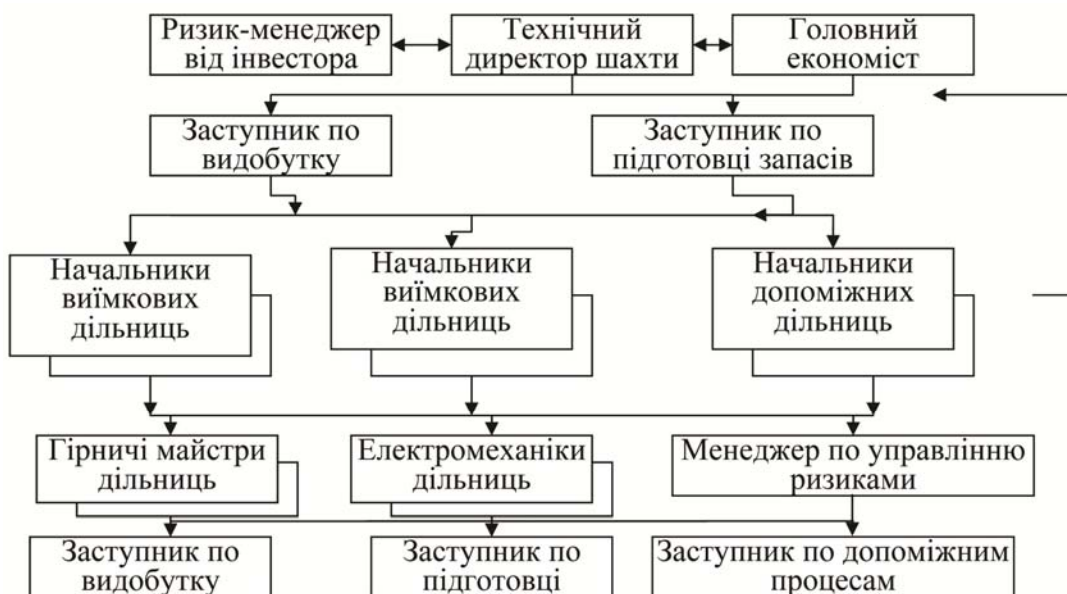 Ризик-менеджер
від інвестора
Технічний
директор шахти
Головний
економіст
Заступник по
видобутку
Заступник по
підготовці запасів
Начальники
виїмкових
дільниць
Начальники
виїмкових
дільниць
Начальники
допоміжних
дільниць
Гірничі майстри
дільниць
Електромеханіки
дільниць
Менеджер по управлінню
ризиками
Заступник по
видобутку
Заступник по
підготовці
Заступник по допоміжним
процесам